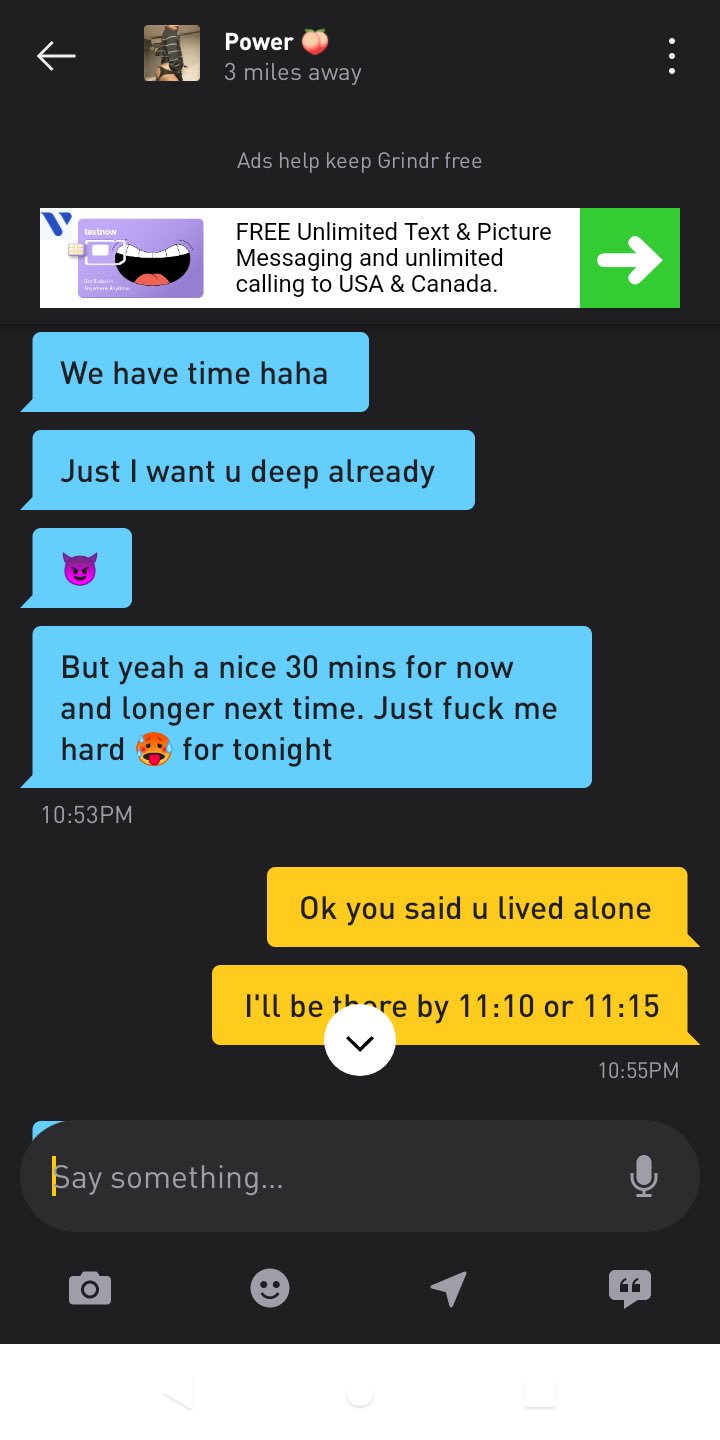 Power 🍑
3 miles away
Ads help keep Grindr free
textnow
FREE Unlimited Text & Picture
Messaging and unlimited
calling to USA & Canada.
We have time haha
Just I want u deep already
😈
But yeah a nice 30 mins for now
and longer next time. Just fuck me
hard 🥵 for tonight
10:53PM
Ok you said u lived alone
I'll be there by 11:10 or 11:15
10:55PM
Say something...